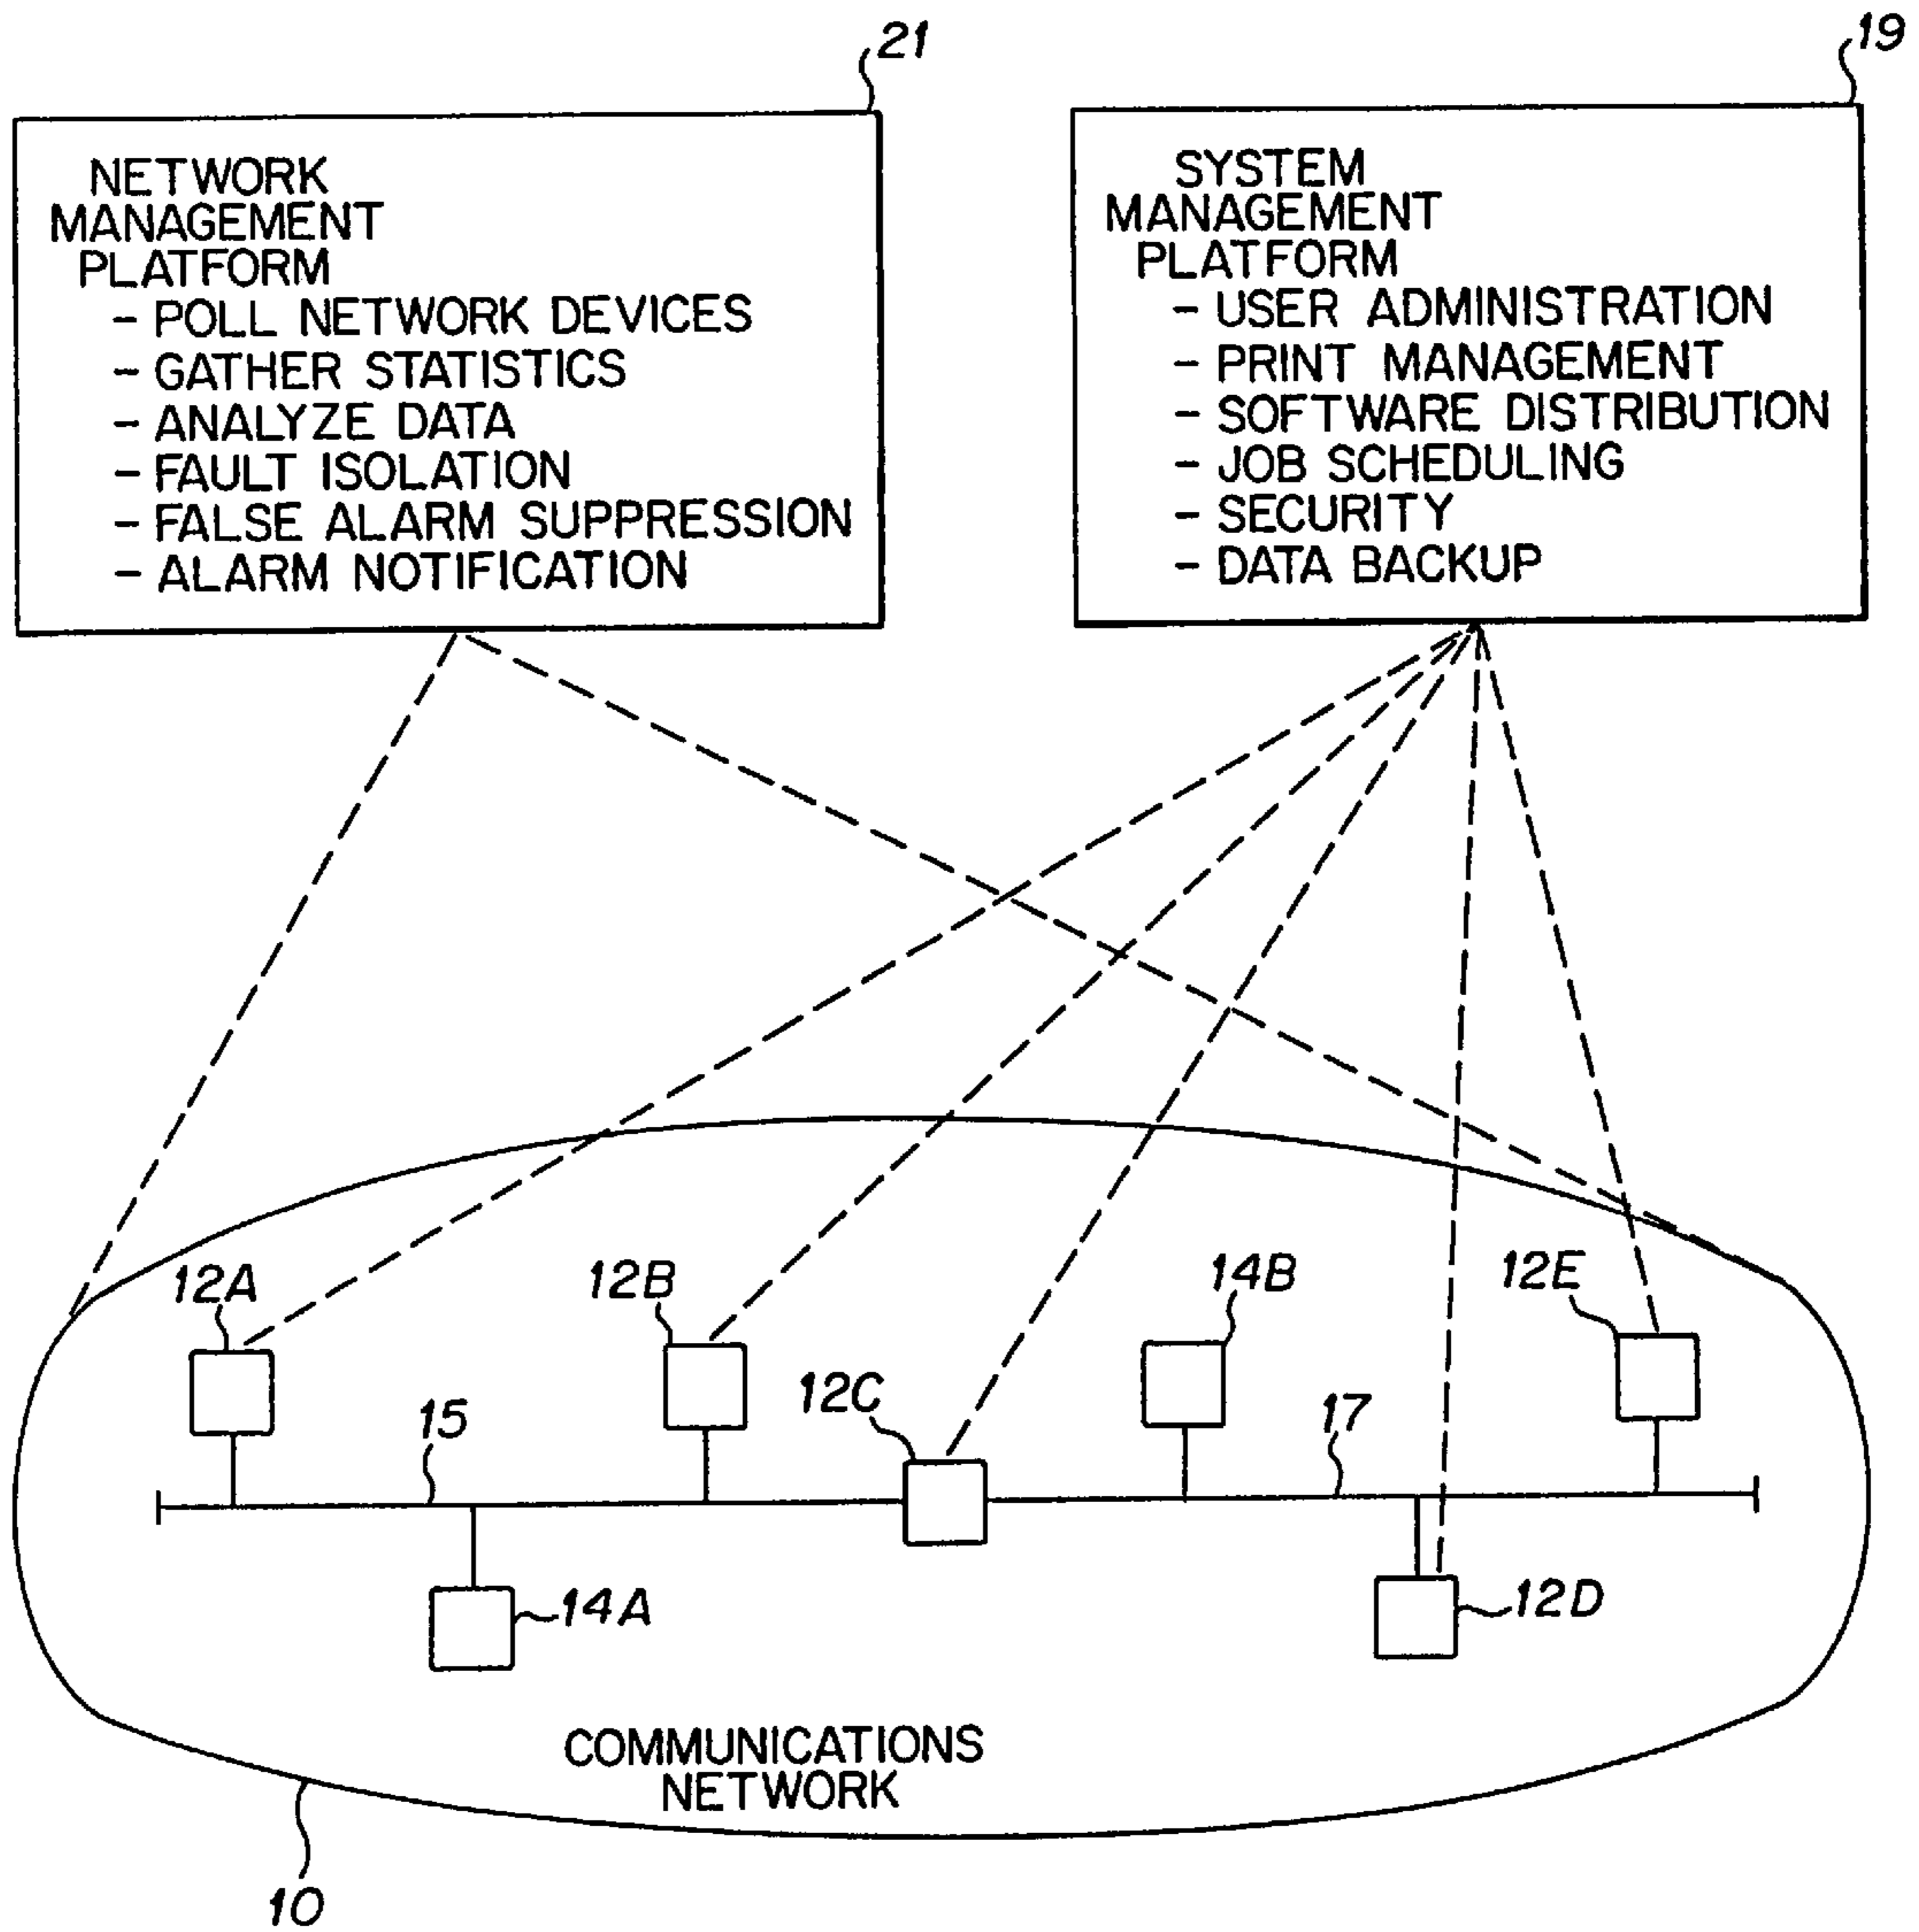 21
19
NETWORK
MANAGEMENT
PLATFORM
- POLL NETWORK DEVICES
- GATHER STATISTICS
- ANALYZE DATA
- FAULT ISOLATION
- FALSE ALARM SUPPRESSION
- ALARM NOTIFICATION
SYSTEM
MANAGEMENT
PLATFORM
- USER ADMINISTRATION
- PRINT MANAGEMENT
- SOFTWARE DISTRIBUTION
- JOB SCHEDULING
- SECURITY
- DATA BACKUP
12A
12B
14B
12E
12C
15
17
14A
12D
COMMUNICATIONS
NETWORK
10